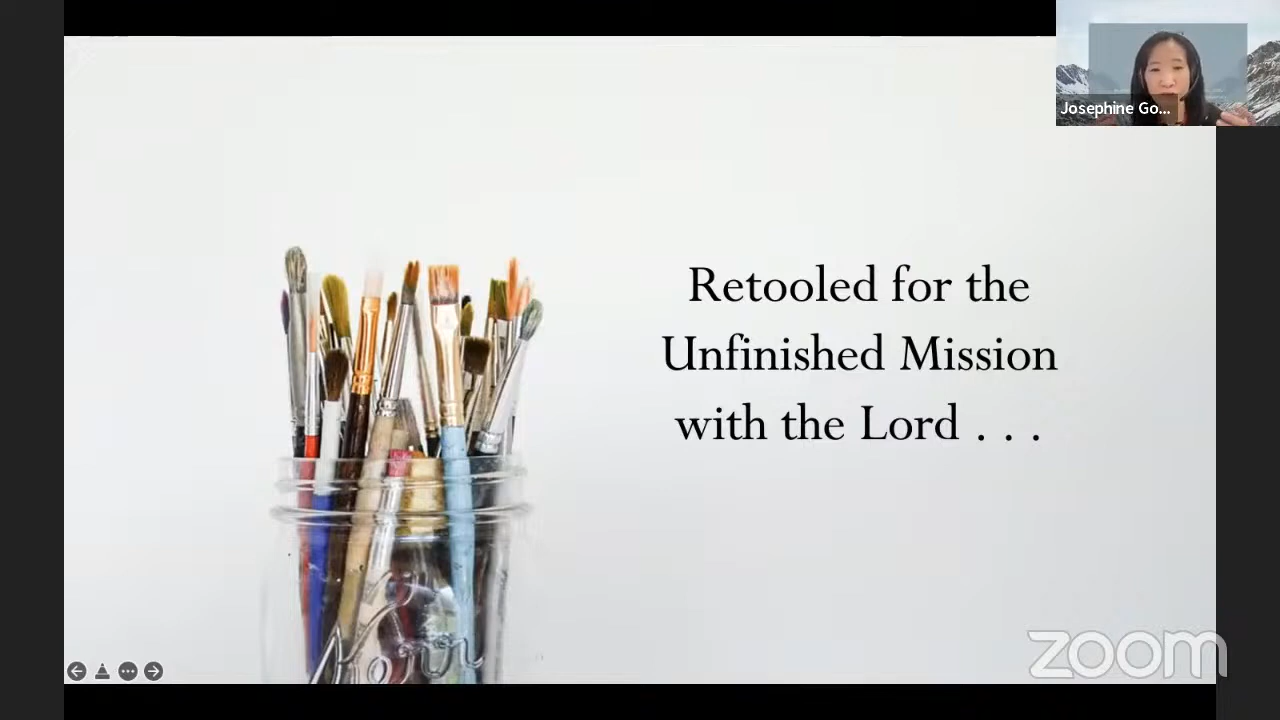 Josephine Go...
Retooled for the
Unfinished Mission
with the Lord . . .
zoom